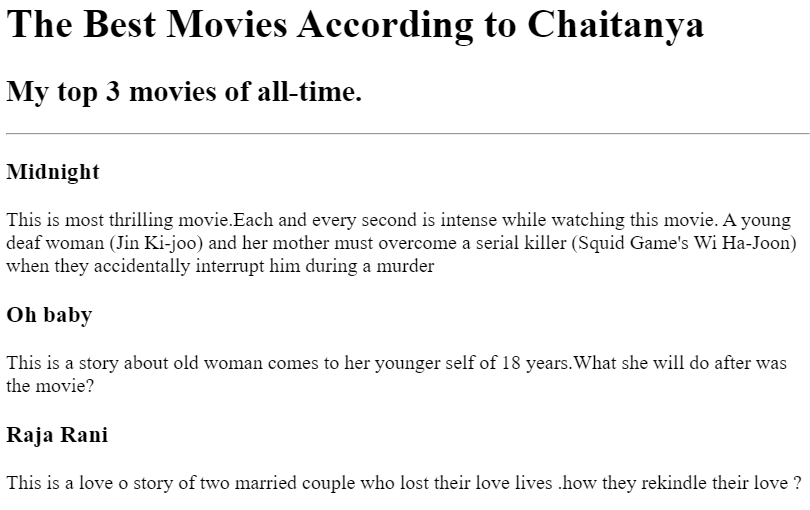 The Best Movies According to Chaitanya
My top 3 movies of all-time.
Midnight
This is most thrilling movie.Each and every second is intense while watching this movie. A young
deaf woman (Jin Ki-joo) and her mother must overcome a serial killer (Squid Game's Wi Ha-Joon)
when they accidentally interrupt him during a murder
Oh baby
This is a story about old woman comes to her younger self of 18 years.What she will do after was
the movie?
Raja Rani
This is a love o story of two married couple who lost their love lives .how they rekindle their love ?